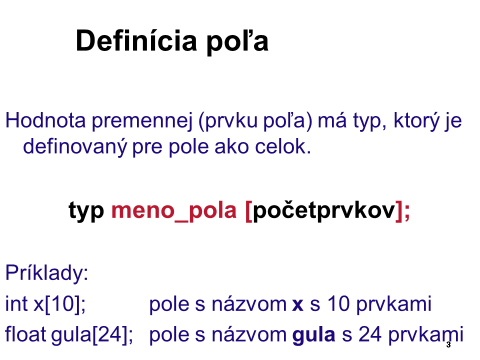 Definícia poľa
Hodnota premennej (prvku poľa) má typ, ktorý je
definovaný pre pole ako celok.
typ meno_pola [početprvkov];
Príklady:
int x[10]; pole s názvom x s 10 prvkami
float gula[24]; pole s názvom gula s 24 prvkami
3